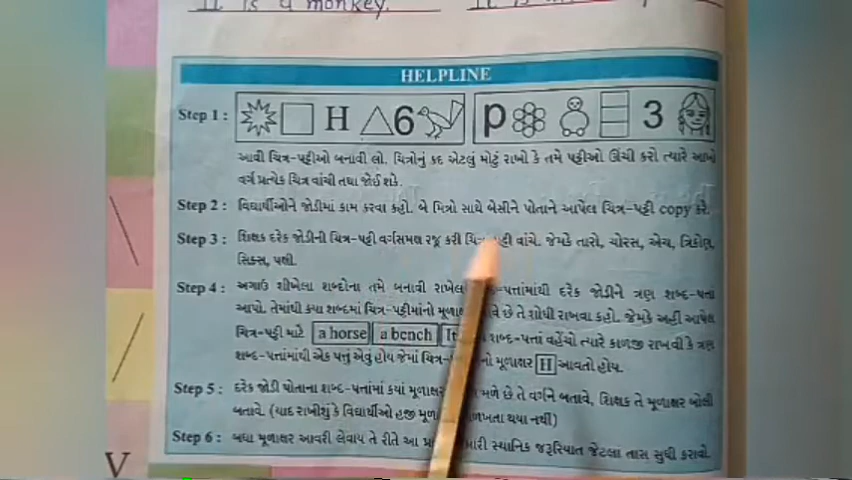 It is a monkey.
HELPLINE
Step 1 : H 6 p 3
આવી ચિત્ર-પટ્ટીઓ બનાવી લો. ચિત્રોનું કદ એટલું મોટું રાખો કે તમે પટ્ટીઓ ઊંચી કરો ત્યારે આખો
વર્ગ પ્રત્યેક ચિત્ર વાંચી તથા જોઈ શકે.
Step 2 : વિદ્યાર્થીઓને જોડીમાં કામ કરવા કહો. બે મિત્રો સાથે બેસીને પોતાને આપેલ ચિત્ર-પટ્ટી copy કરે.
Step 3 : શિક્ષક દરેક જોડીની ચિત્ર-પટ્ટી વર્ગસમક્ષ રજૂ કરી વાંચે. જેમકે તારો, ચોરસ, એચ, ત્રિકોણ,
સિક્સ, પક્ષી.
Step 4 : અગાઉ શીખેલા શબ્દોના તમે બનાવી રાખેલ માંથી દરેક જોડીને ત્રણ શબ્દ-પત્તા
આપો. તેમાંથી કયા શબ્દમાં ચિત્ર-પટ્ટીમાંનો છે તે શોધી રાખવા કહો. જેમકે અહીં આપેલ
ચિત્ર-પટ્ટી માટે a horse a bench શબ્દ-પત્તાં વહેંચો ત્યારે કાળજી રાખવી કે ત્રણ
શબ્દ-પત્તાંમાંથી એક પત્તું એવું હોય જેમાં મૂળાક્ષર H આવતો હોય.
Step 5 : દરેક જોડી પોતાના શબ્દ-પત્તાંમાં કયાં મળે છે તે વર્ગને બતાવે. શિક્ષક તે મૂળાક્ષર બોલી
બતાવે. (યાદ રાખીશું કે વિદ્યાર્થીઓ હજી ઓળખતા થયા નથી)
Step 6 : બધા મૂળાક્ષર આવરી લેવાય તે રીતે આ સ્થાનિક જરૂરિયાત જેટલા તાસ સુધી કરાવો.
V